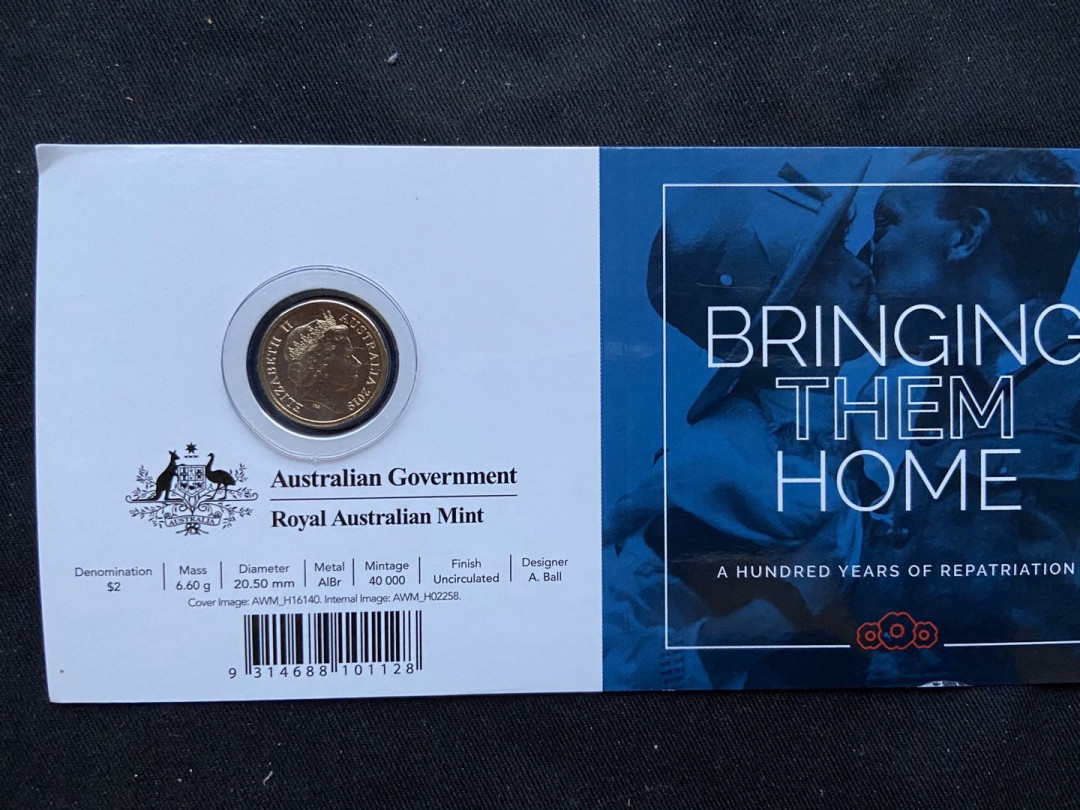 ELIZABETH II AUSTRALIA 2019
AUSTRALIA
Australian Government
Royal Australian Mint
Denomination $2
Mass 6.60 g
Diameter 20.50 mm
Metal AlBr
Mintage 40 000
Finish Uncirculated
Designer A. Ball
Cover Image: AWM_H16140. Internal Image: AWM_H02258.
9 314688 101128
BRINGING
THEM
HOME
A HUNDRED YEARS OF REPATRIATION